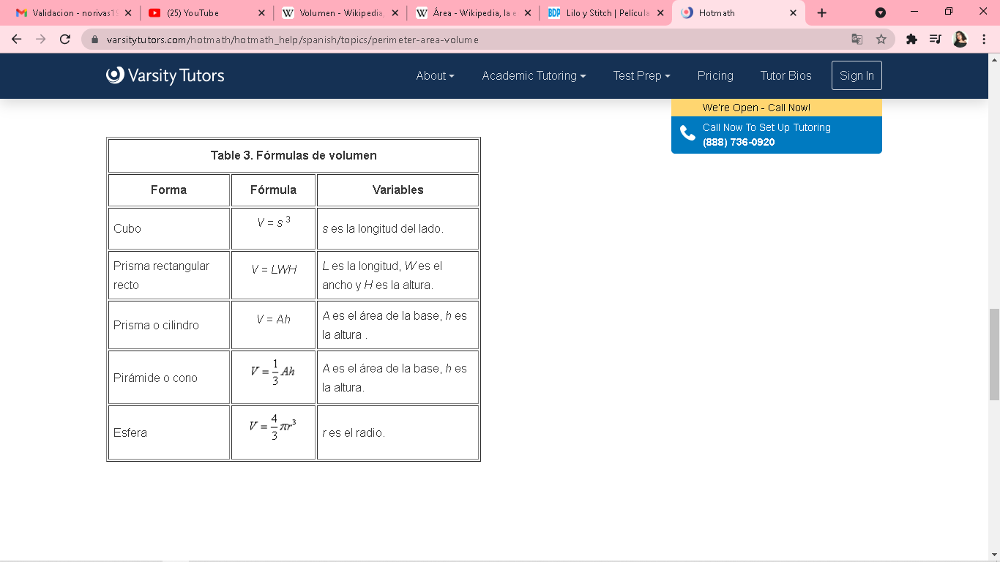 Validacion - norivas19
(25) YouTube
Volumen - Wikipedia,
Área - Wikipedia, la e
BDP Lilo y Stitch | Película
Hotmath
varsitytutors.com/hotmath/hotmath_help/spanish/topics/perimeter-area-volume
Varsity Tutors About Academic Tutoring Test Prep Pricing Tutor Bios Sign In
We're Open - Call Now!
Call Now To Set Up Tutoring
(888) 736-0920
Table 3. Fórmulas de volumen
Forma Fórmula Variables
Cubo V = s ³ s es la longitud del lado.
Prisma rectangular recto V = LWH L es la longitud, W es el ancho y H es la altura.
Prisma o cilindro V = Ah A es el área de la base, h es la altura .
Pirámide o cono V = 1/3 Ah A es el área de la base, h es la altura.
Esfera V = 4/3 πr³ r es el radio.